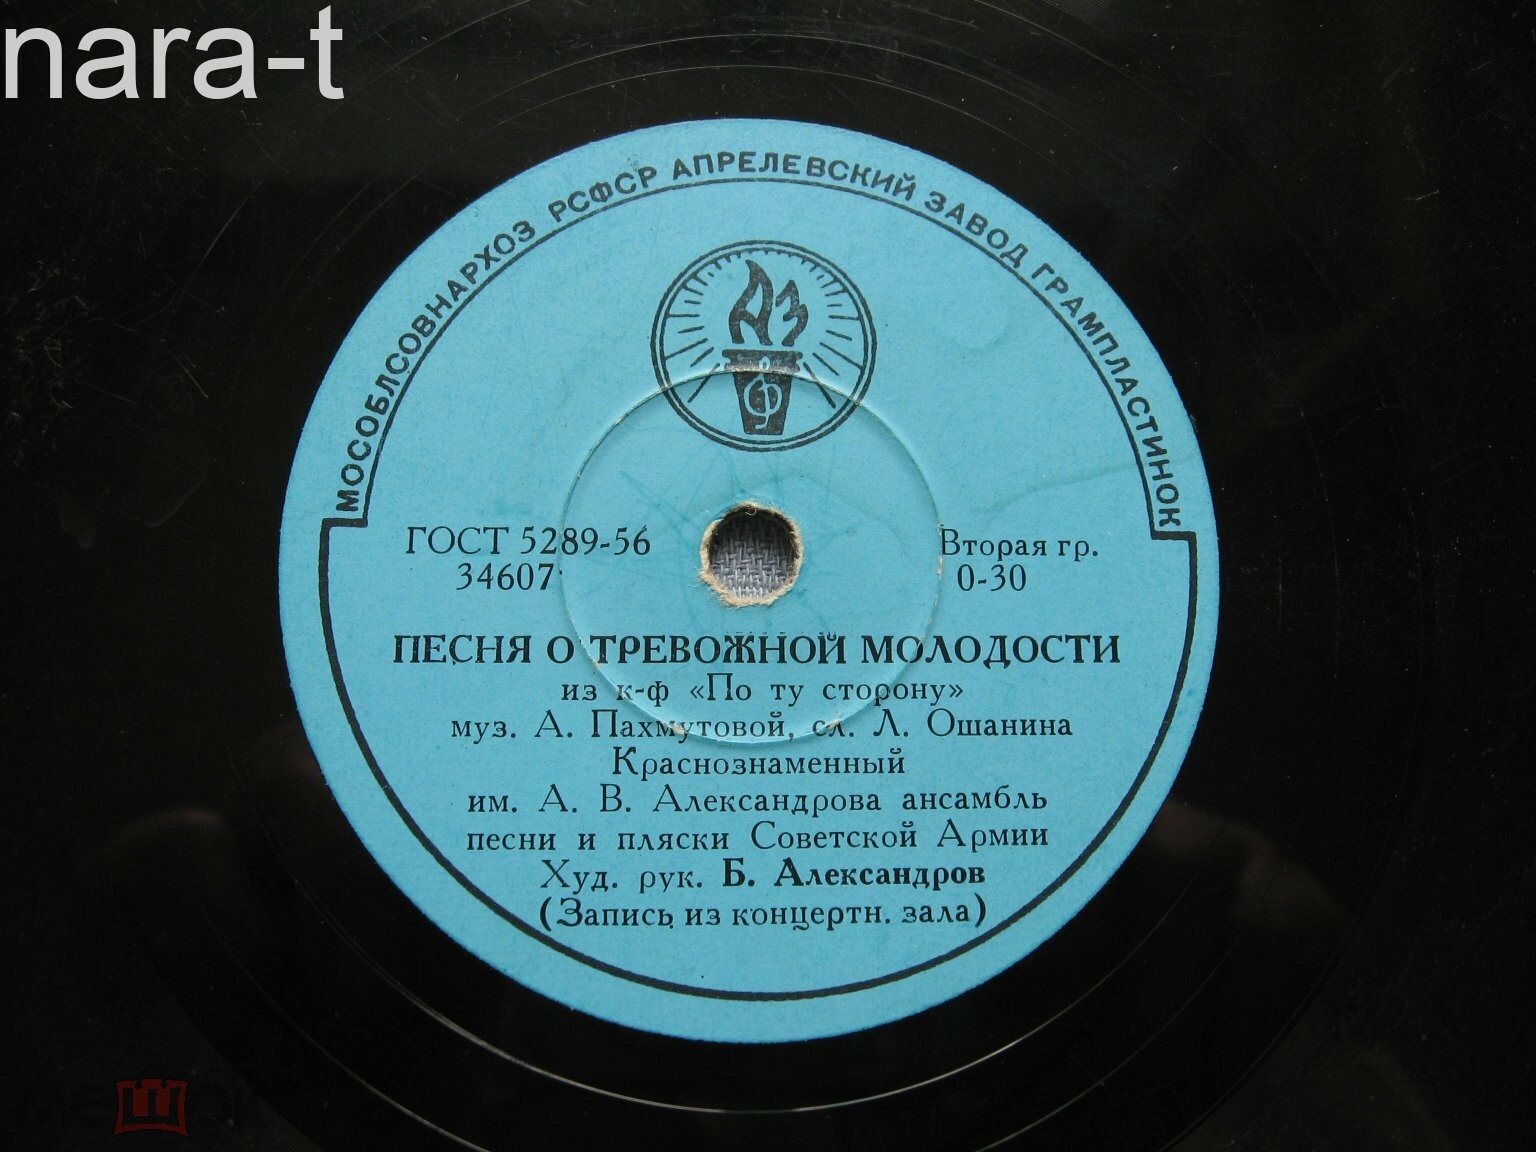 nara-t
МОСОБЛСОВНАРХОЗ РСФСР АПРЕЛЕВСКИЙ ЗАВОД ГРАМПЛАСТИНОК
АЗ
ГОСТ 5289-56
34607
Вторая гр.
0-30
ПЕСНЯ О ТРЕВОЖНОЙ МОЛОДОСТИ
из к-ф «По ту сторону»
муз. А. Пахмутовой, сл. Л. Ошанина
Краснознаменный
им. А. В. Александрова ансамбль
песни и пляски Советской Армии
Худ. рук. Б. Александров
(Запись из концертн. зала)
мешок